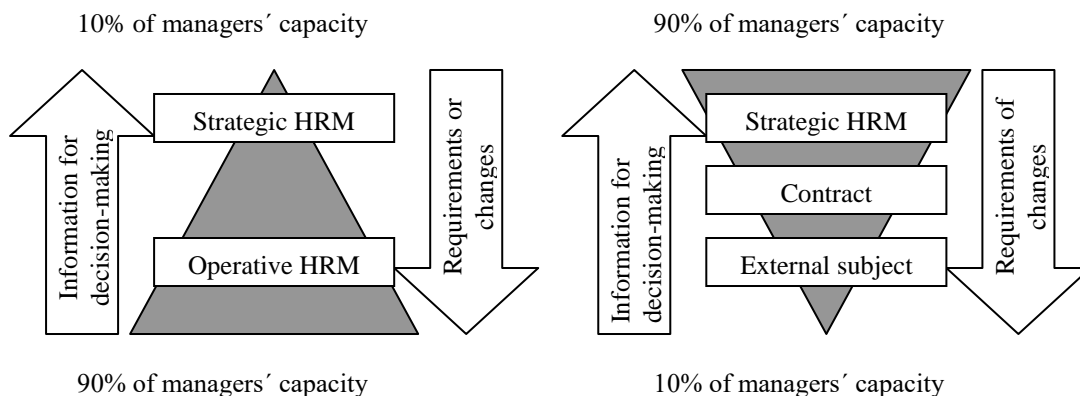 10% of managers´ capacity
Information for
decision-making
Strategic HRM
Operative HRM
Requirements or
changes
90% of managers´ capacity
90% of managers´ capacity
Information for
decision-making
Strategic HRM
Contract
External subject
Requirements of
changes
10% of managers´ capacity